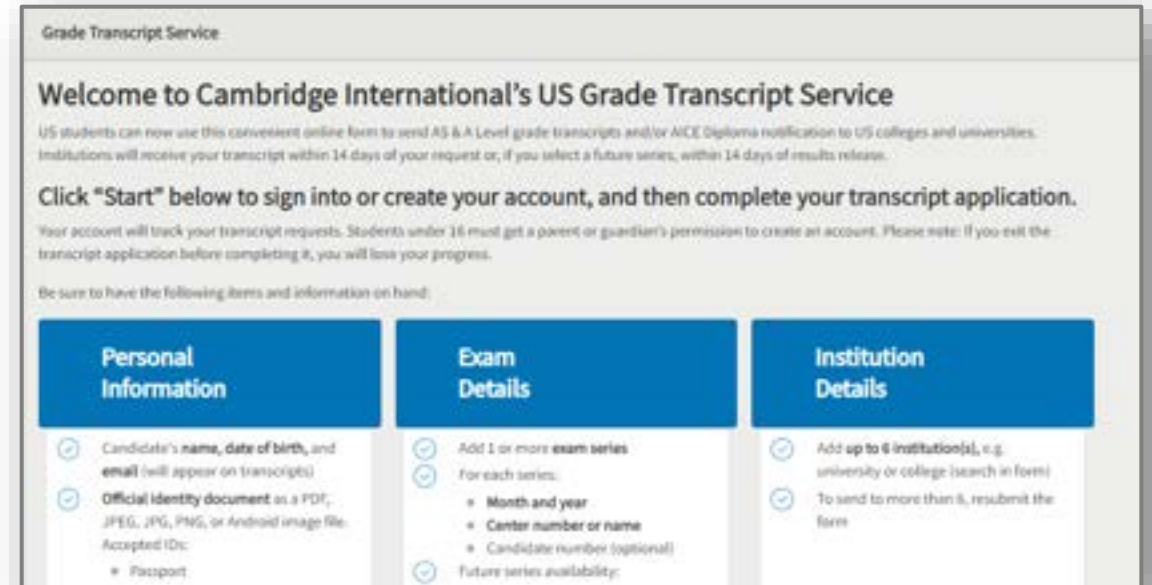 Grade Transcript Service
Welcome to Cambridge International's US Grade Transcript Service
US students can now use this convenient online form to send AS & A Level grade transcripts and/or AICE Diploma notification to US colleges and universities.
Institutions will receive your transcript within 14 days of your request or, if you select a future series, within 14 days of results release.
Click “Start” below to sign into or create your account, and then complete your transcript application.
Your account will track your transcript requests. Students under 16 must get a parent or guardian's permission to create an account. Please note: If you exit the
transcript application before completing it, you will lose your progress.
Be sure to have the following items and information on hand:
Personal
Information
Candidate's name, date of birth, and
email (will appear on transcripts)
Official identity document as a PDF,
JPEG, JPG, PNG, or Android image file.
Accepted IDs:
Passport
Exam
Details
Add 1 or more exam series
For each series:
Month and year
Center number or name
Candidate number (optional)
Future series availability:
Institution
Details
Add up to 6 institution(s), e.g.
university or college (search in form)
To send to more than 6, resubmit the
form